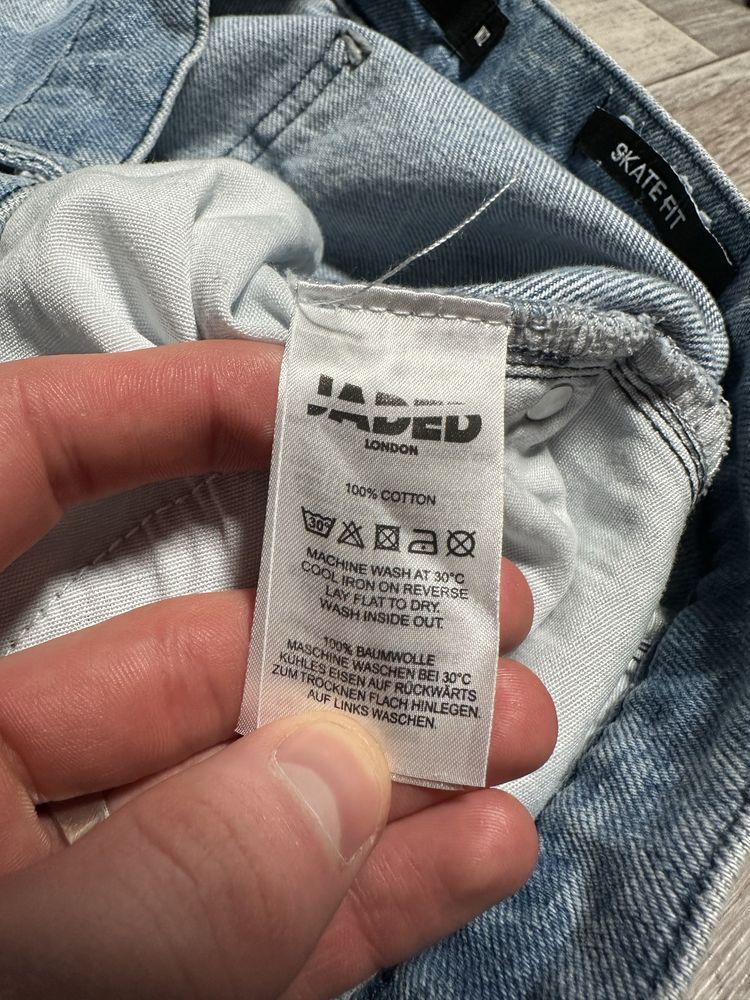 SKATE FIT
JADED
LONDON
100% COTTON
30°
MACHINE WASH AT 30°C
COOL IRON ON REVERSE
LAY FLAT TO DRY.
WASH INSIDE OUT.
100% BAUMWOLLE
MASCHINE WASCHEN BEI 30°C
KÜHLES EISEN AUF RÜCKWÄRTS
ZUM TROCKNEN FLACH HINLEGEN.
AUF LINKS WASCHEN.